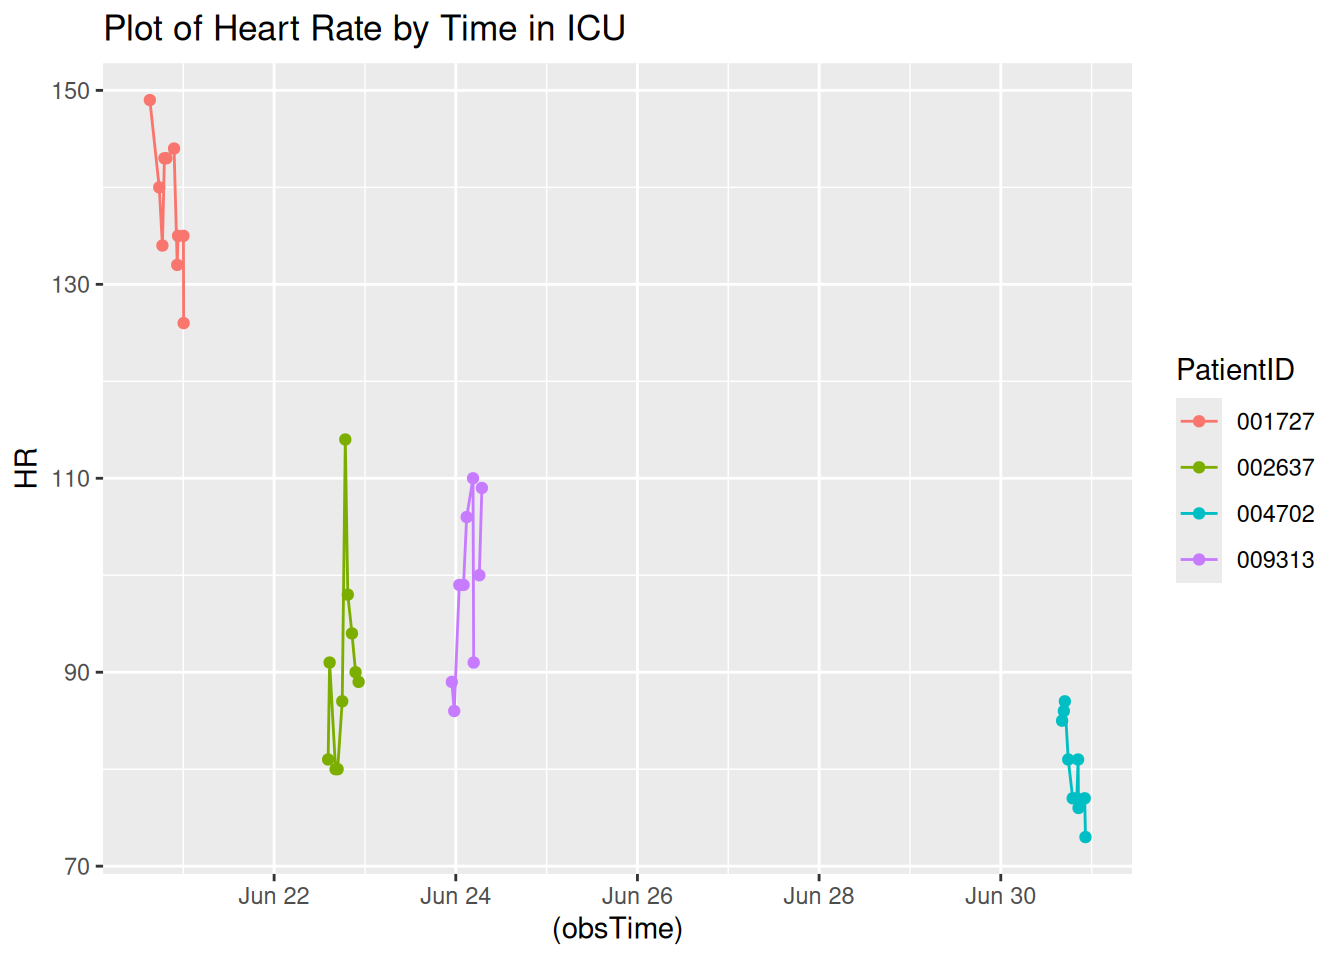 Plot of Heart Rate by Time in ICU
150
130
110
90
70
HR
Jun 22 Jun 24 Jun 26 Jun 28 Jun 30
(obsTime)
PatientID
001727
002637
004702
009313